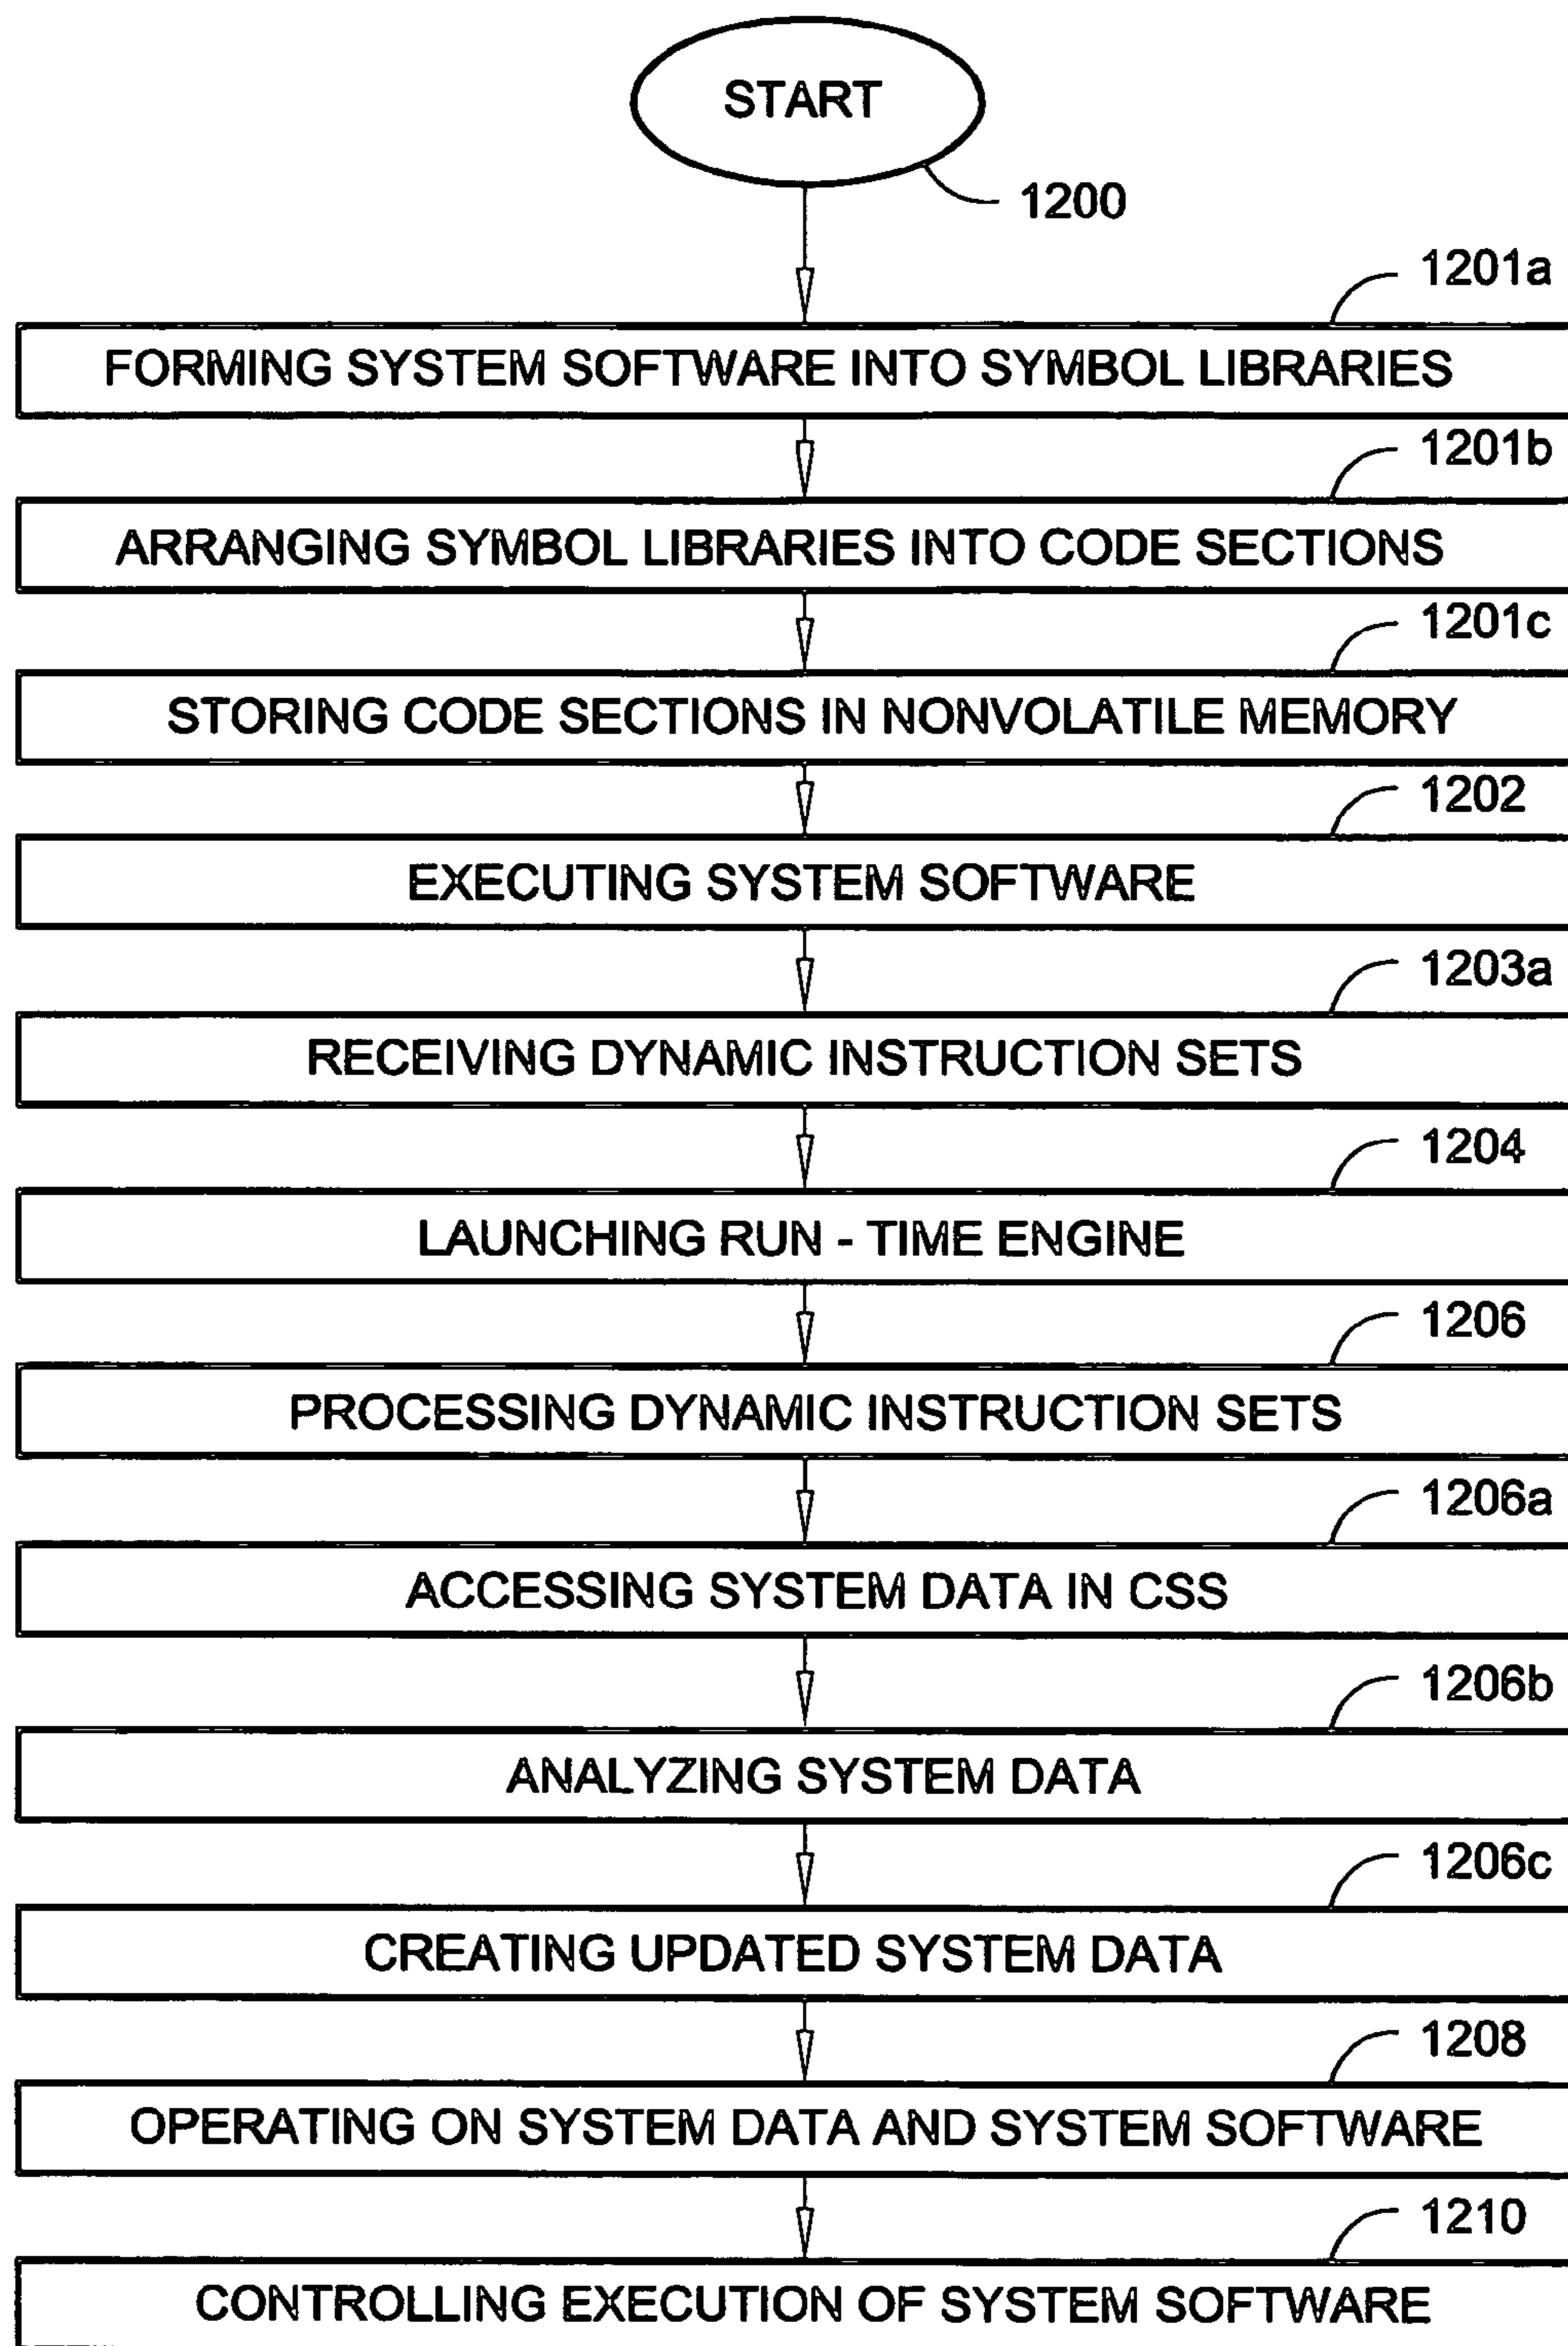 START
1200
1201a
FORMING SYSTEM SOFTWARE INTO SYMBOL LIBRARIES
1201b
ARRANGING SYMBOL LIBRARIES INTO CODE SECTIONS
1201c
STORING CODE SECTIONS IN NONVOLATILE MEMORY
1202
EXECUTING SYSTEM SOFTWARE
1203a
RECEIVING DYNAMIC INSTRUCTION SETS
1204
LAUNCHING RUN - TIME ENGINE
1206
PROCESSING DYNAMIC INSTRUCTION SETS
1206a
ACCESSING SYSTEM DATA IN CSS
1206b
ANALYZING SYSTEM DATA
1206c
CREATING UPDATED SYSTEM DATA
1208
OPERATING ON SYSTEM DATA AND SYSTEM SOFTWARE
1210
CONTROLLING EXECUTION OF SYSTEM SOFTWARE